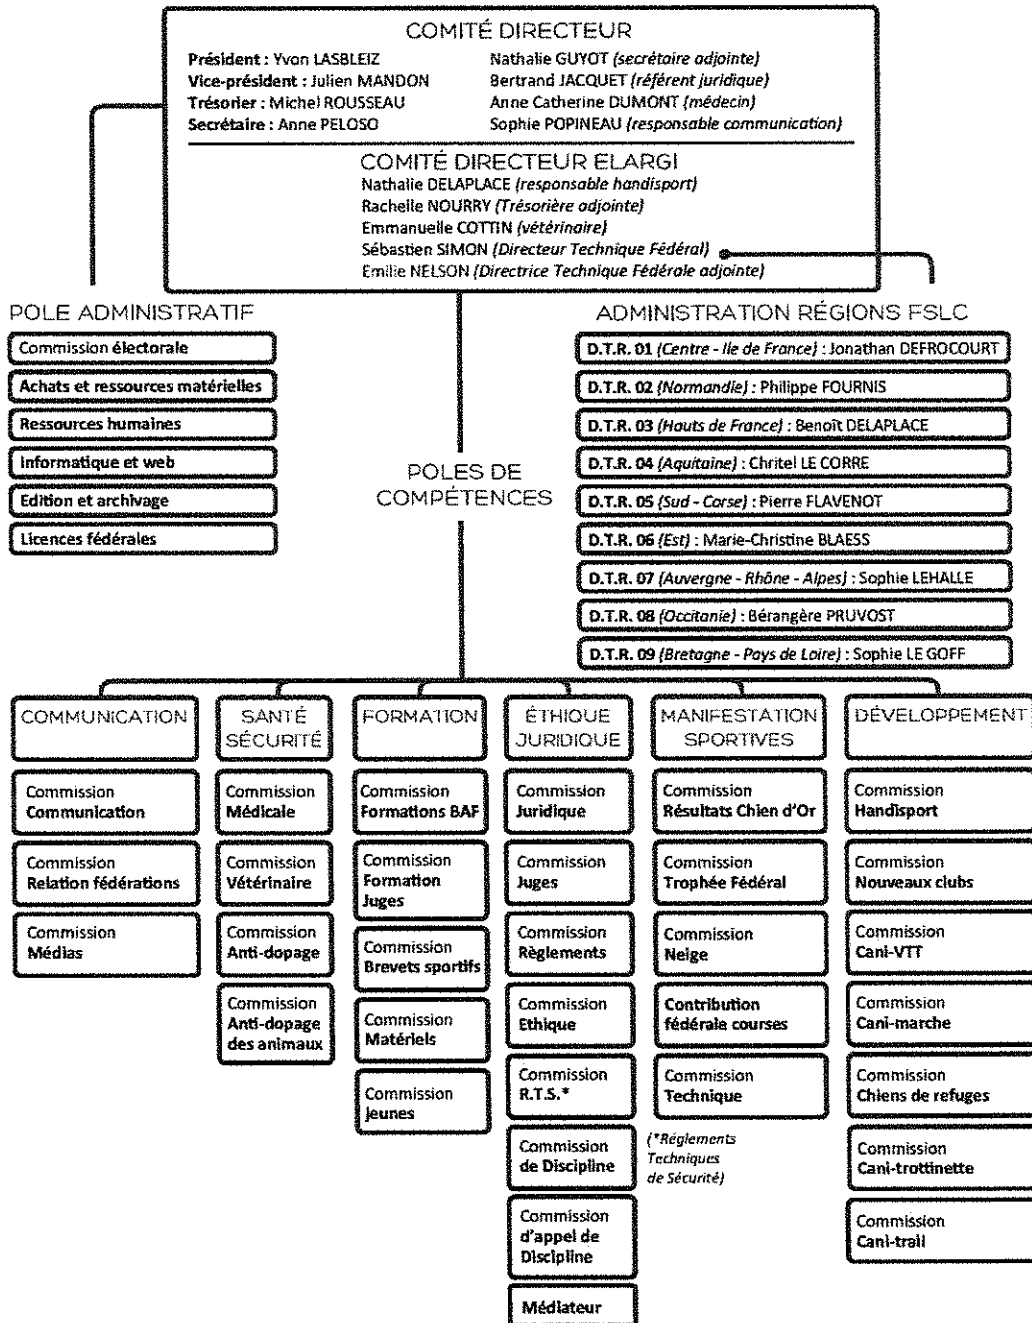 COMITÉ DIRECTEUR
Président : Yvon LASBLEIZ
Vice-président : Julien MANDON
Trésorier : Michel ROUSSEAU
Secrétaire : Anne PELOSO
Nathalie GUYOT (secrétaire adjointe)
Bertrand JACQUET (référent juridique)
Anne Catherine DUMONT (médecin)
Sophie POPINEAU (responsable communication)
COMITÉ DIRECTEUR ELARGI
Nathalie DELAPLACE (responsable handisport)
Rachelle NOURRY (Trésorière adjointe)
Emmanuelle COTTIN (vétérinaire)
Sébastien SIMON (Directeur Technique Fédéral)
Emilie NELSON (Directrice Technique Fédérale adjointe)
POLE ADMINISTRATIF
Commission électorale
Achats et ressources matérielles
Ressources humaines
Informatique et web
Edition et archivage
Licences fédérales
ADMINISTRATION RÉGIONS FSLC
D.T.R. 01 (Centre - Ile de France) : Jonathan DEFROCOURT
D.T.R. 02 (Normandie) : Philippe FOURNIS
D.T.R. 03 (Hauts de France) : Benoît DELAPLACE
D.T.R. 04 (Aquitaine) : Chritel LE CORRE
D.T.R. 05 (Sud - Corse) : Pierre FLAVENOT
D.T.R. 06 (Est) : Marie-Christine BLAESS
D.T.R. 07 (Auvergne - Rhône - Alpes) : Sophie LEHALLE
D.T.R. 08 (Occitanie) : Bérangère PRUVOST
D.T.R. 09 (Bretagne - Pays de Loire) : Sophie LE GOFF
POLES DE
COMPÉTENCES
COMMUNICATION
Commission
Communication
Commission
Relation fédérations
Commission
Médias
SANTÉ
SÉCURITÉ
Commission
Médicale
Commission
Vétérinaire
Commission
Anti-dopage
Commission
Anti-dopage
des animaux
FORMATION
Commission
Formations BAF
Commission
Formation
Juges
Commission
Brevets sportifs
Commission
Matériels
Commission
Jeunes
ÉTHIQUE
JURIDIQUE
Commission
Juridique
Commission
Juges
Commission
Règlements
Commission
Ethique
Commission
R.T.S.*
Commission
de Discipline
Commission
d'appel de
Discipline
Médiateur
MANIFESTATION
SPORTIVES
Commission
Résultats Chien d'Or
Commission
Trophée Fédéral
Commission
Neige
Contribution
fédérale courses
Commission
Technique
(*Réglements
Techniques
de Sécurité)
DÉVELOPPEMENT
Commission
Handisport
Commission
Nouveaux clubs
Commission
Cani-VTT
Commission
Cani-marche
Commission
Chiens de refuges
Commission
Cani-trottinette
Commission
Cani-trail